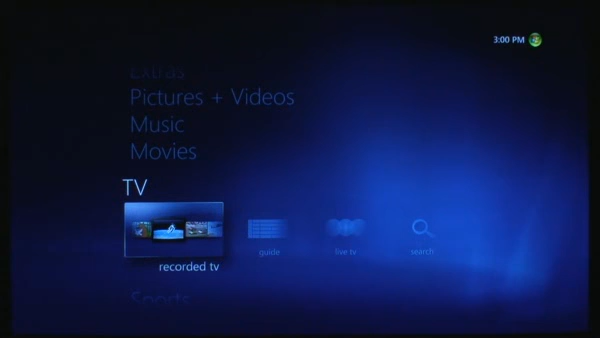 3:00 PM
Extras
Pictures + Videos
Music
Movies
TV
recorded tv
guide
live tv
search
Sports